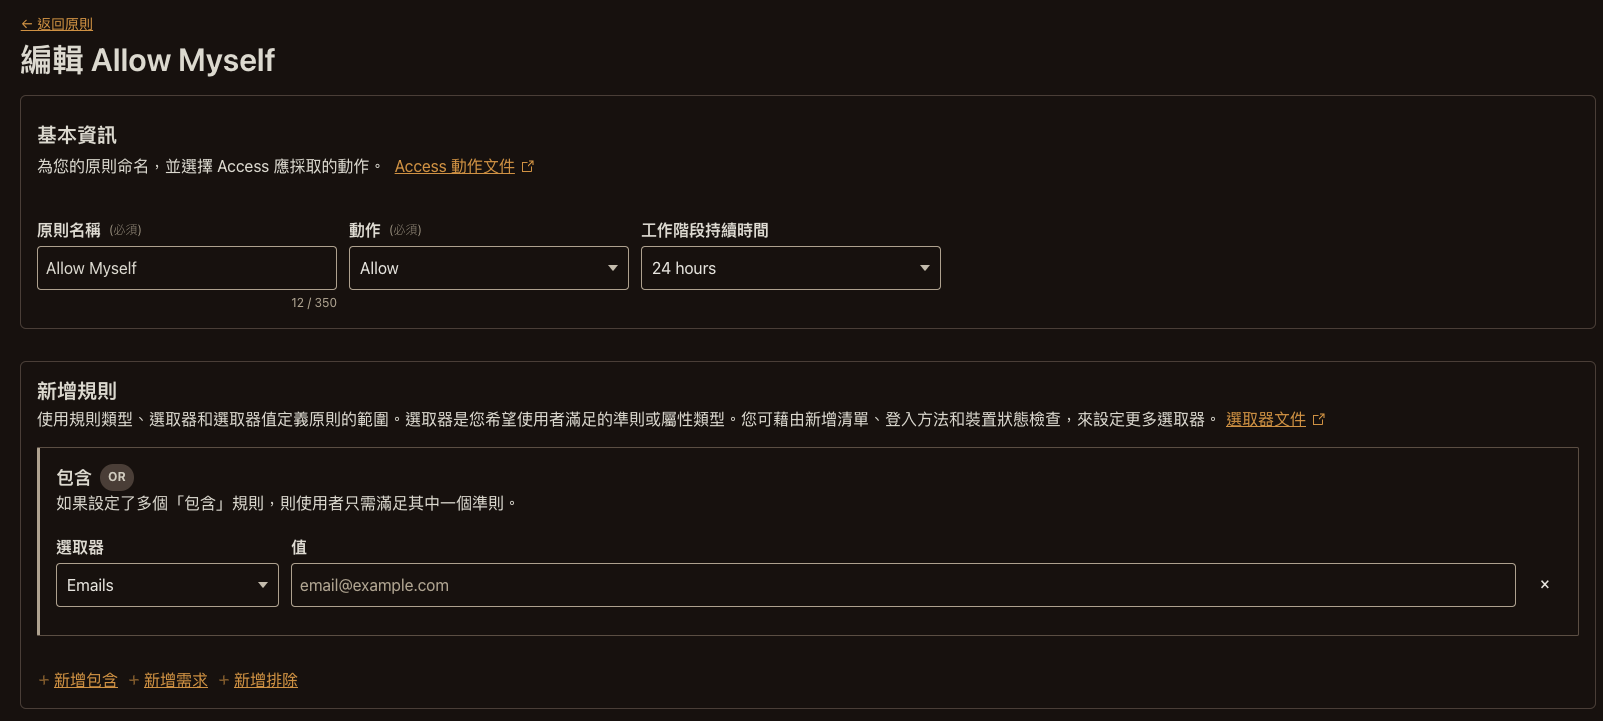 ← 返回原則
編輯 Allow Myself
基本資訊
為您的原則命名，並選擇 Access 應採取的動作。 Access 動作文件
原則名稱 (必須) 動作 (必須) 工作階段持續時間
Allow Myself Allow 24 hours
12 / 350
新增規則
使用規則類型、選取器和選取器值定義原則的範圍。選取器是您希望使用者滿足的準則或屬性類型。您可藉由新增清單、登入方法和裝置狀態檢查，來設定更多選取器。 選取器文件
包含 OR
如果設定了多個「包含」規則，則使用者只需滿足其中一個準則。
選取器 值
Emails email@example.com ×
+ 新增包含 + 新增需求 + 新增排除